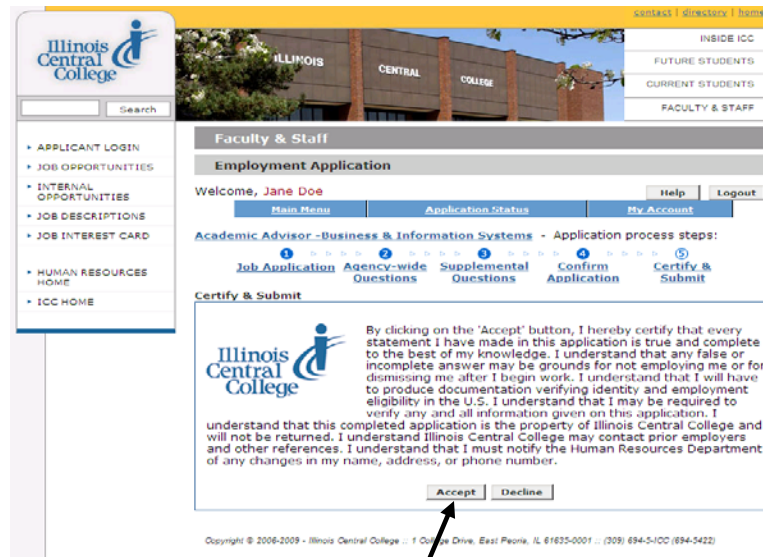 contact | directory | home
Illinois
Central
College
ILLINOIS
CENTRAL
COLLEGE
INSIDE ICC
FUTURE STUDENTS
CURRENT STUDENTS
FACULTY & STAFF
Search
APPLICANT LOGIN
JOB OPPORTUNITIES
INTERNAL
OPPORTUNITIES
JOB DESCRIPTIONS
JOB INTEREST CARD
HUMAN RESOURCES
HOME
ICC HOME
Faculty & Staff
Employment Application
Welcome, Jane Doe
Help Logout
Main Menu Application Status My Account
Academic Advisor -Business & Information Systems - Application process steps:
1 2 3 4 5
Job Application Agency-wide Supplemental Confirm Certify &
Questions Questions Application Submit
Certify & Submit
Illinois
Central
College
By clicking on the 'Accept' button, I hereby certify that every
statement I have made in this application is true and complete
to the best of my knowledge. I understand that any false or
incomplete answer may be grounds for not employing me or for
dismissing me after I begin work. I understand that I will have
to produce documentation verifying identity and employment
eligibility in the U.S. I understand that I may be required to
verify any and all information given on this application. I
understand that this completed application is the property of Illinois Central College and
will not be returned. I understand Illinois Central College may contact prior employers
and other references. I understand that I must notify the Human Resources Department
of any changes in my name, address, or phone number.
Accept Decline
Copyright © 2006-2009 - Illinois Central College :: 1 College Drive, East Peoria, IL 61635-0001 :: (309) 694-5-ICC (694-5422)